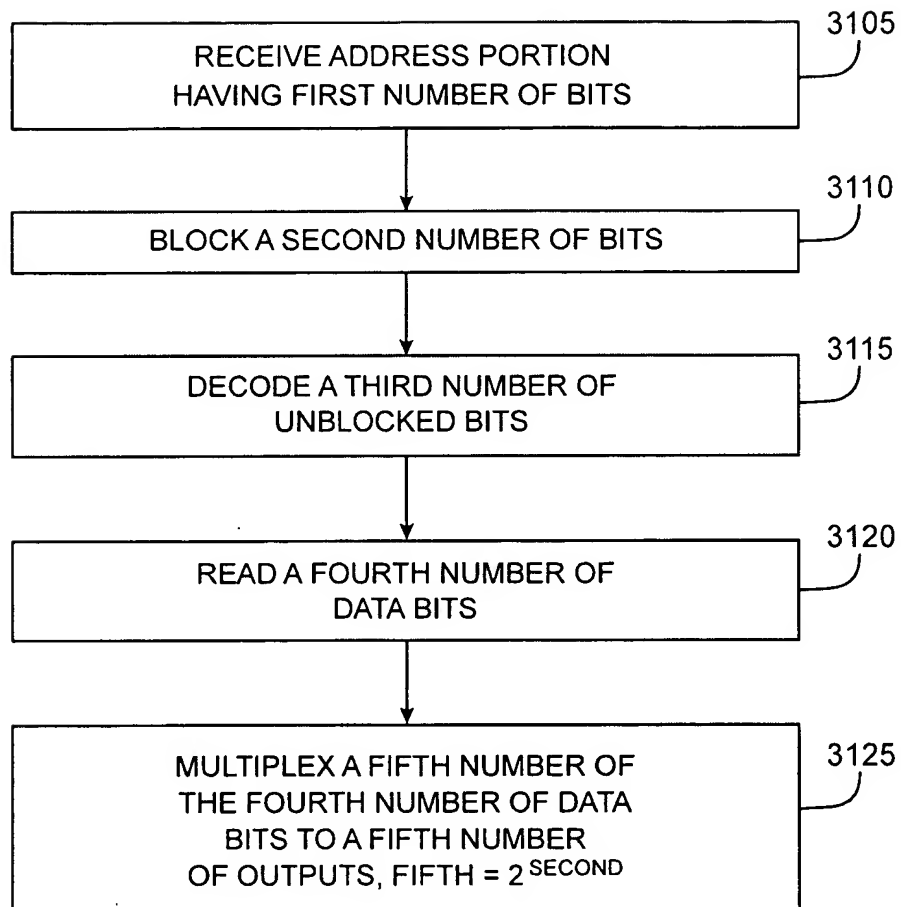 3105
RECEIVE ADDRESS PORTION
HAVING FIRST NUMBER OF BITS
3110
BLOCK A SECOND NUMBER OF BITS
3115
DECODE A THIRD NUMBER OF
UNBLOCKED BITS
3120
READ A FOURTH NUMBER OF
DATA BITS
3125
MULTIPLEX A FIFTH NUMBER OF
THE FOURTH NUMBER OF DATA
BITS TO A FIFTH NUMBER
OF OUTPUTS, FIFTH = 2^SECOND